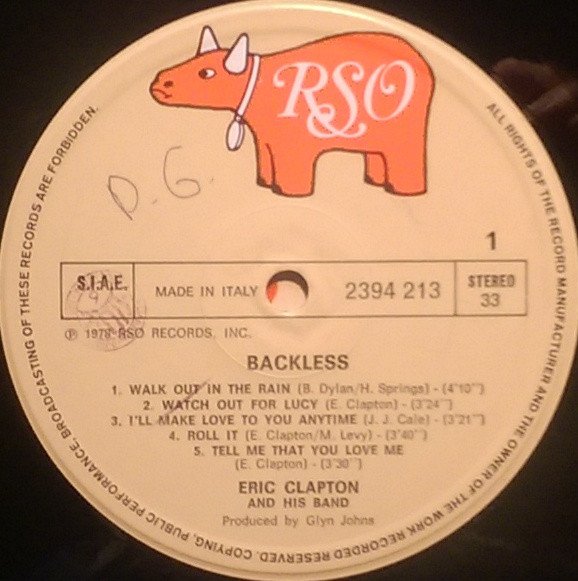 RSO
D.G.
1
S.I.A.E.
MADE IN ITALY
2394 213
STEREO
33
℗ 1978 RSO RECORDS, INC.
BACKLESS
1. WALK OUT IN THE RAIN (B. Dylan/H. Springs) - (4'10'')
2. WATCH OUT FOR LUCY (E. Clapton) - (3'24'')
3. I'LL MAKE LOVE TO YOU ANYTIME (J. J. Cale) - (3'21'')
4. ROLL IT (E. Clapton/M. Levy) - (3'40'')
5. TELL ME THAT YOU LOVE ME
(E. Clapton) - (3'30'')
ERIC CLAPTON
AND HIS BAND
Produced by Glyn Johns
ALL RIGHTS OF THE RECORD MANUFACTURER AND THE OWNER OF THE WORK RECORDED RESERVED. COPYING, PUBLIC PERFORMANCE, BROADCASTING OF THESE RECORDS ARE FORBIDDEN.